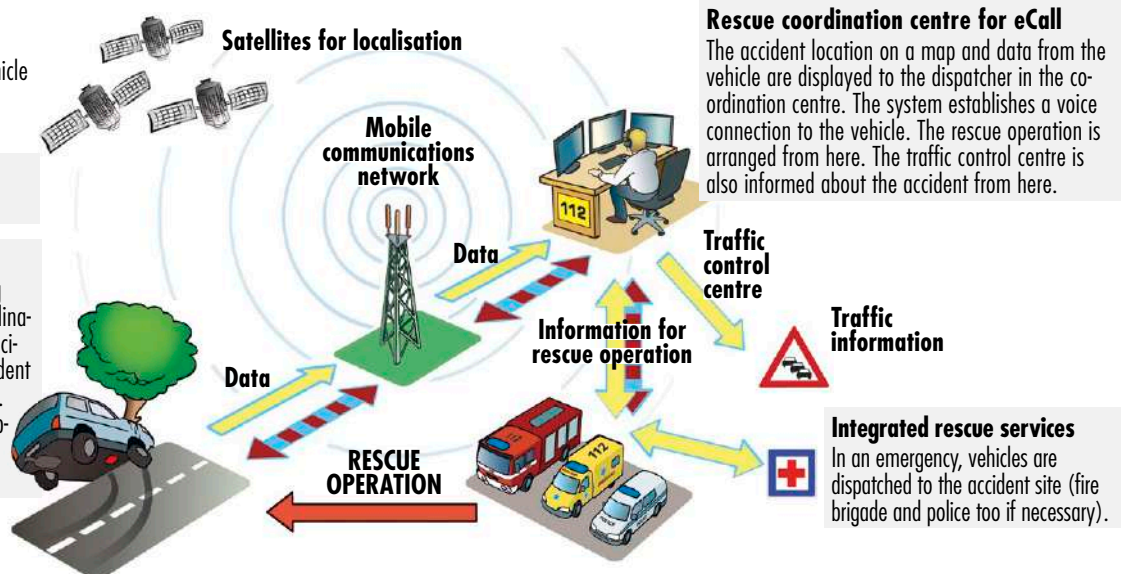 Satellites for localisation
icle
Mobile
communications
network
Rescue coordination centre for eCall
The accident location on a map and data from the
vehicle are displayed to the dispatcher in the co-
ordination centre. The system establishes a voice
connection to the vehicle. The rescue operation is
arranged from here. The traffic control centre is
also informed about the accident from here.
112
Data
Traffic
control
centre
Information for
rescue operation
Traffic
information
dina-
ci-
dent
Data
112
RESCUE
OPERATION
Integrated rescue services
In an emergency, vehicles are
dispatched to the accident site (fire
brigade and police too if necessary).